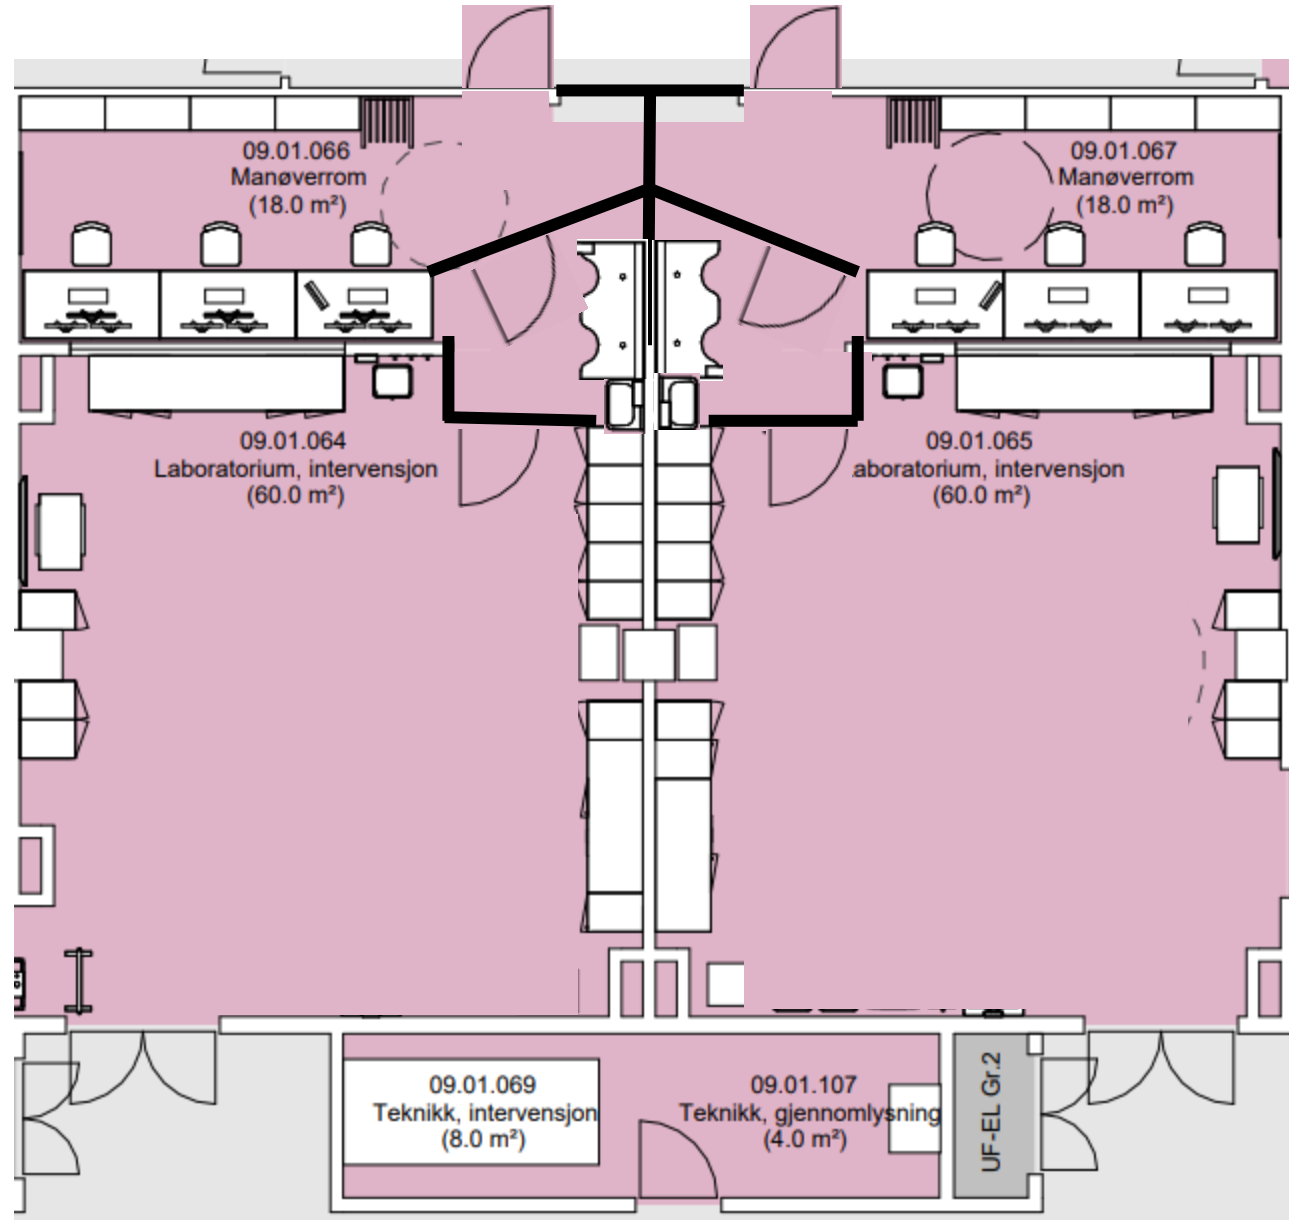 09.01.066
Manøverrom
(18.0 m²)
09.01.067
Manøverrom
(18.0 m²)
09.01.064
Laboratorium, intervensjon
(60.0 m²)
09.01.065
aboratorium, intervensjon
(60.0 m²)
09.01.069
Teknikk, intervensjon
(8.0 m²)
09.01.107
Teknikk, gjennomlysning
(4.0 m²)
UF-EL Gr.2